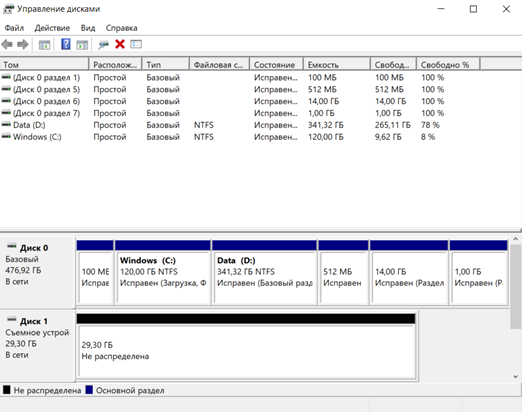 Управление дисками
Файл Действие Вид Справка
Том Располож... Тип Файловая с... Состояние Емкость Свобод... Свободно %
(Диск 0 раздел 1) Простой Базовый Исправен... 100 МБ 100 МБ 100 %
(Диск 0 раздел 5) Простой Базовый Исправен... 512 МБ 512 МБ 100 %
(Диск 0 раздел 6) Простой Базовый Исправен... 14,00 ГБ 14,00 ГБ 100 %
(Диск 0 раздел 7) Простой Базовый Исправен... 1,00 ГБ 1,00 ГБ 100 %
Data (D:) Простой Базовый NTFS Исправен... 341,32 ГБ 265,11 ГБ 78 %
Windows (C:) Простой Базовый NTFS Исправен... 120,00 ГБ 9,62 ГБ 8 %
Диск 0
Базовый
476,92 ГБ
В сети
100 МБ
Исправ
Windows (C:)
120,00 ГБ NTFS
Исправен (Загрузка, Ф
Data (D:)
341,32 ГБ NTFS
Исправен (Базовый разд
512 МБ
Исправен
14,00 ГБ
Исправен (Раздел
1,00 ГБ
Исправен (Р
Диск 1
Съемное устрой
29,30 ГБ
В сети
29,30 ГБ
Не распределена
Не распределена Основной раздел